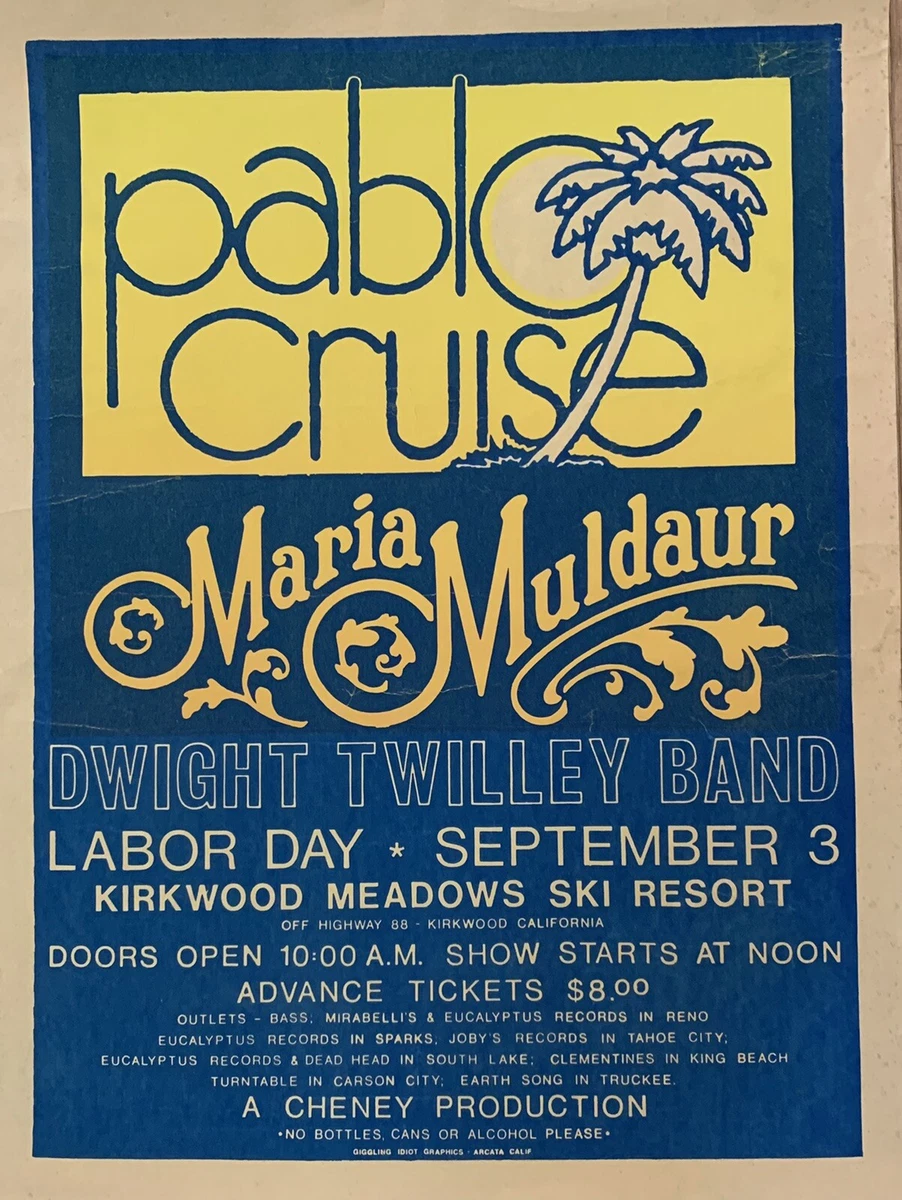 pablo
cruise
Maria Muldaur
DWIGHT TWILLEY BAND
LABOR DAY * SEPTEMBER 3
KIRKWOOD MEADOWS SKI RESORT
OFF HIGHWAY 88 - KIRKWOOD CALIFORNIA
DOORS OPEN 10:00 A.M. SHOW STARTS AT NOON
ADVANCE TICKETS $8.00
OUTLETS - BASS; MIRABELLI'S & EUCALYPTUS RECORDS IN RENO
EUCALYPTUS RECORDS IN SPARKS, JOBY'S RECORDS IN TAHOE CITY;
EUCALYPTUS RECORDS & DEAD HEAD IN SOUTH LAKE; CLEMENTINES IN KING BEACH
TURNTABLE IN CARSON CITY; EARTH SONG IN TRUCKEE.
A CHENEY PRODUCTION
•NO BOTTLES, CANS OR ALCOHOL PLEASE•
GIGGLING IDIOT GRAPHICS - ARCATA CALIF